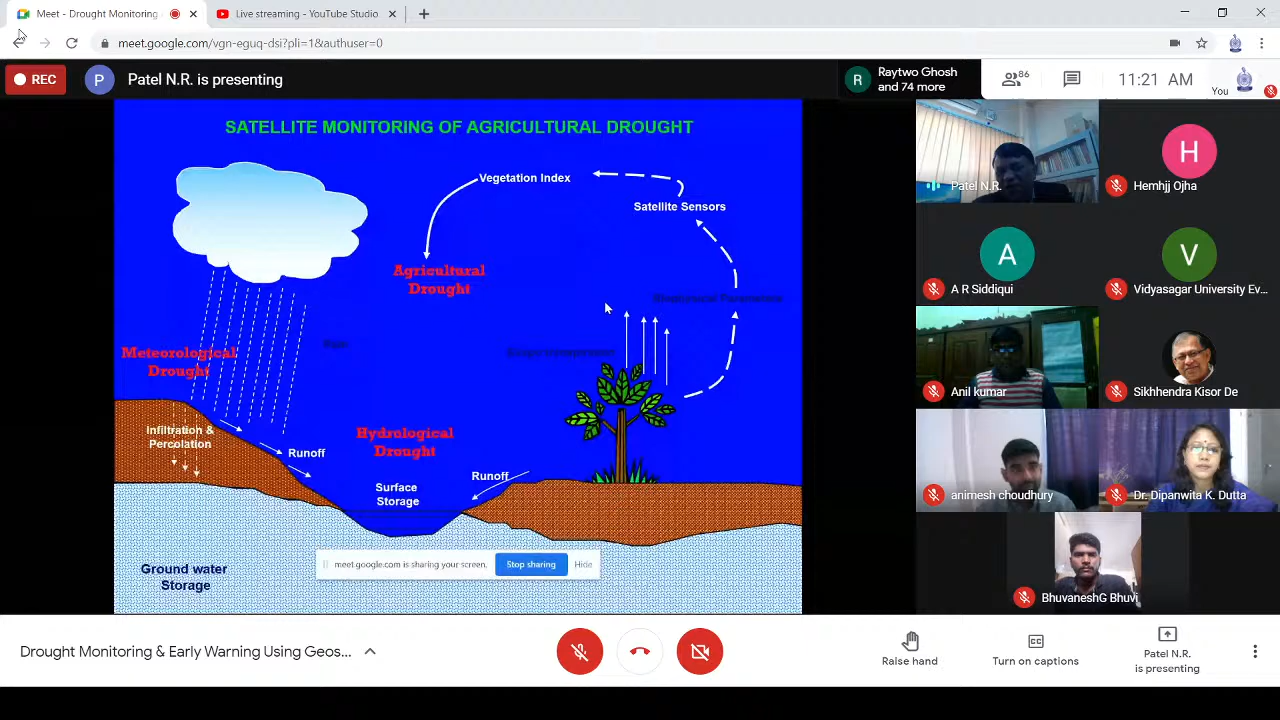 Meet - Drought Monitoring
Live streaming - YouTube Studio
meet.google.com/vgn-eguq-dsi?pli=1&authuser=0
REC
P
Patel N.R. is presenting
R
Raytwo Ghosh
and 74 more
86
11:21 AM
You
SATELLITE MONITORING OF AGRICULTURAL DROUGHT
Vegetation Index
Satellite Sensors
Agricultural
Drought
Meteorological
Drought
Rain
Infiltration &
Percolation
Runoff
Hydrological
Drought
Surface
Storage
Runoff
Ground water
Storage
meet.google.com is sharing your screen.
Stop sharing
Hide
Patel N.R.
H
Hemhjj Ojha
A
A R Siddiqui
V
Vidyasagar University Ev...
Anil kumar
Sikhhendra Kisor De
animesh choudhury
Dr. Dipanwita K. Dutta
BhuvaneshG Bhuvi
Drought Monitoring & Early Warning Using Geos...
Raise hand
Turn on captions
Patel N.R.
is presenting